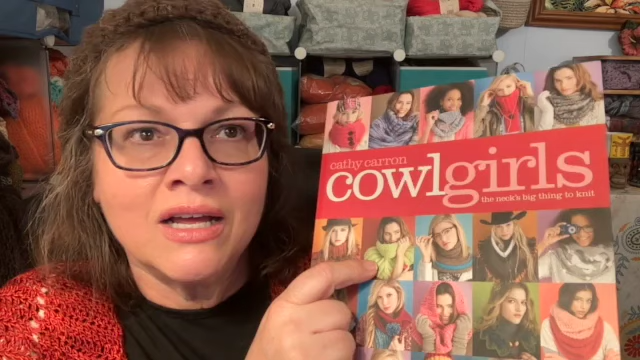 cathy carron
cowlgirls
the neck's big thing to knit